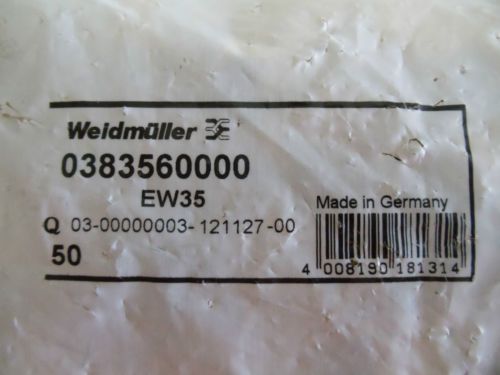 Weidmüller
0383560000
EW35
Made in Germany
Q 03-00000003-121127-00
50
4 008190 181314